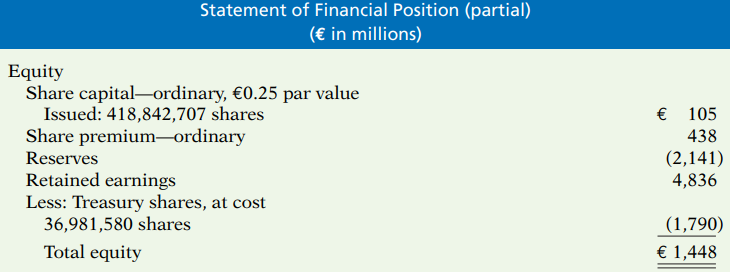 Statement of Financial Position (partial)
(€ in millions)
Equity
Share capital—ordinary, €0.25 par value
Issued: 418,842,707 shares € 105
Share premium—ordinary 438
Reserves (2,141)
Retained earnings 4,836
Less: Treasury shares, at cost
36,981,580 shares (1,790)
Total equity € 1,448